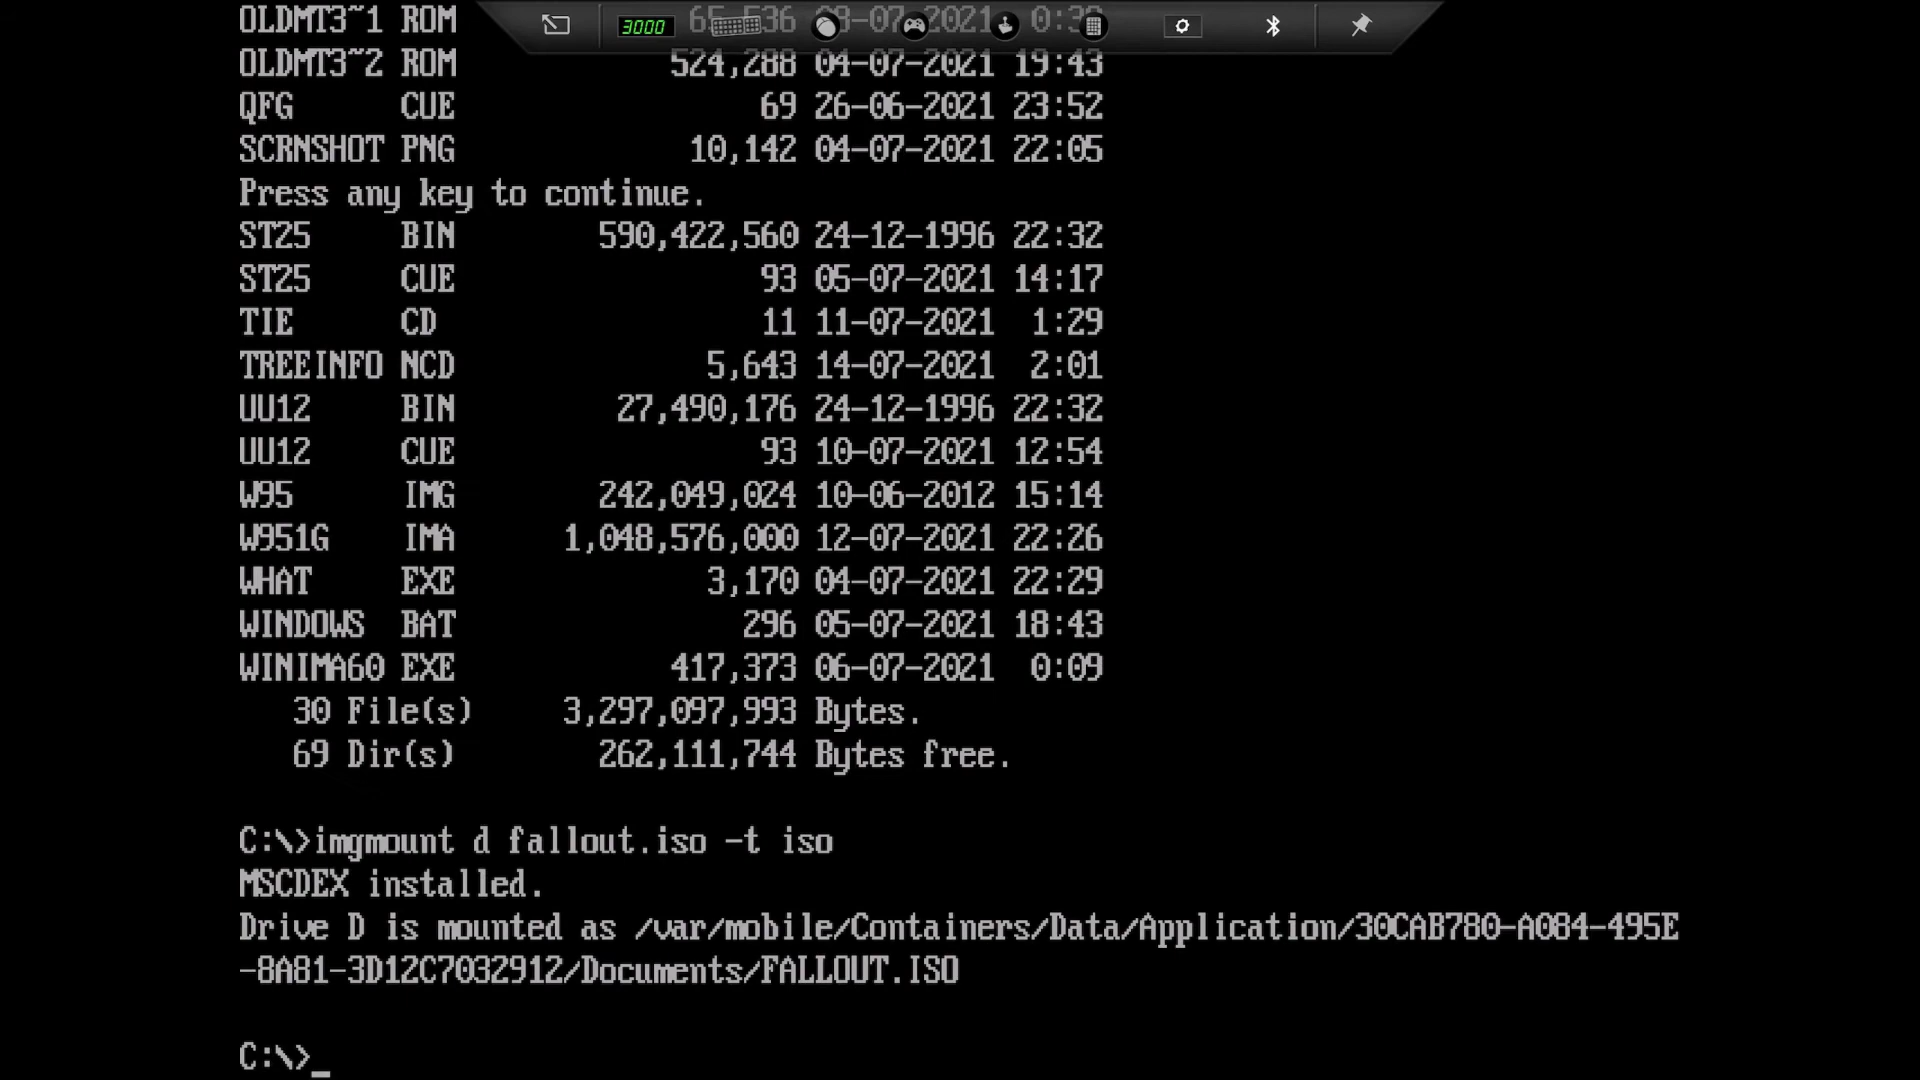 3000
OLDMT3~1 ROM 65,536 03-07-2021 0:38
OLDMT3~2 ROM 524,288 04-07-2021 19:43
QFG CUE 69 26-06-2021 23:52
SCRNSHOT PNG 10,142 04-07-2021 22:05
Press any key to continue.
ST25 BIN 590,422,560 24-12-1996 22:32
ST25 CUE 93 05-07-2021 14:17
TIE CD 11 11-07-2021 1:29
TREEINFO NCD 5,643 14-07-2021 2:01
UU12 BIN 27,490,176 24-12-1996 22:32
UU12 CUE 93 10-07-2021 12:54
W95 IMG 242,049,024 10-06-2012 15:14
W951G IMA 1,048,576,000 12-07-2021 22:26
WHAT EXE 3,170 04-07-2021 22:29
WINDOWS BAT 296 05-07-2021 18:43
WINIMA60 EXE 417,373 06-07-2021 0:09
30 File(s) 3,297,097,993 Bytes.
69 Dir(s) 262,111,744 Bytes free.
C:\>imgmount d fallout.iso -t iso
MSCDEX installed.
Drive D is mounted as /var/mobile/Containers/Data/Application/30CAB780-A084-495E
-8A81-3D12C7032912/Documents/FALLOUT.ISO
C:\>_